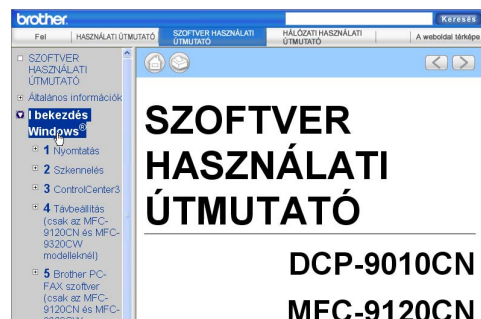 brother.
Keresés
Fel
HASZNÁLATI ÚTMUTATÓ
SZOFTVER HASZNÁLATI
ÚTMUTATÓ
HÁLÓZATI HASZNÁLATI
ÚTMUTATÓ
A weboldal térképe
SZOFTVER
HASZNÁLATI
ÚTMUTATÓ
Általános információk
I bekezdés
Windows®
1 Nyomtatás
2 Szkennelés
3 ControlCenter3
4 Távbeállítás
(csak az MFC-
9120CN és MFC-
9320CW
modelleknél)
5 Brother PC-
FAX szoftver
(csak az MFC-
9120CN és MFC-
9320CW
SZOFTVER
HASZNÁLATI
ÚTMUTATÓ
DCP-9010CN
MFC-9120CN